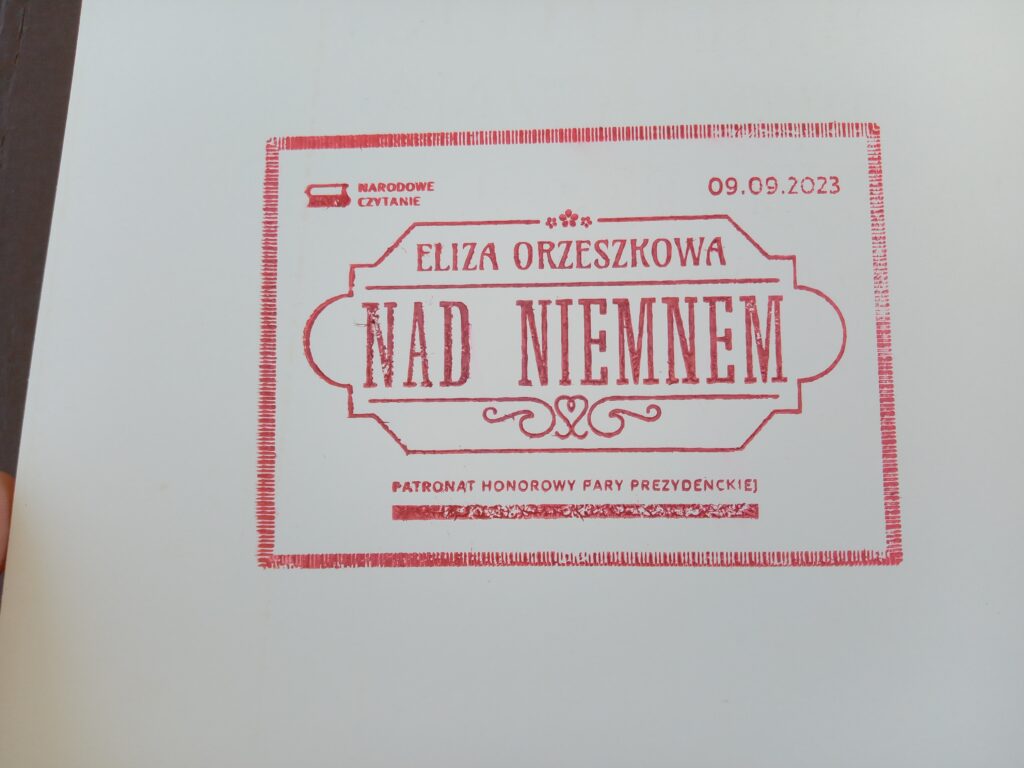 NARODOWE
CZYTANIE
09.09.2023
ELIZA ORZESZKOWA
NAD NIEMNEM
PATRONAT HONOROWY PARY PREZYDENCKIEJ